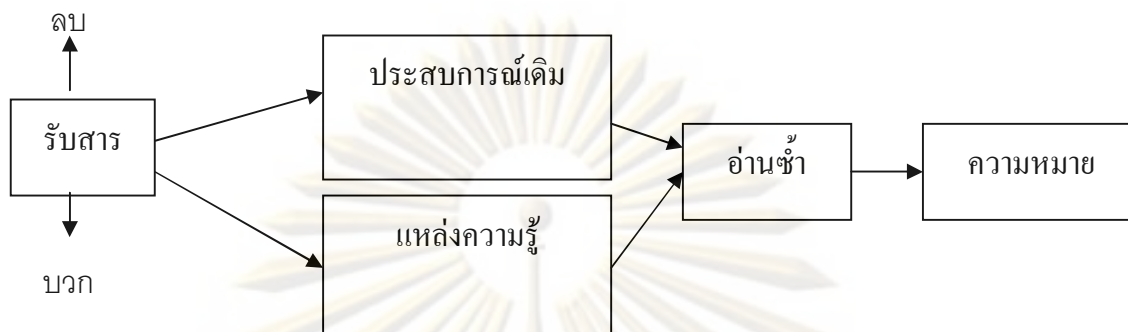 ลบ
ประสบการณ์เดิม
รับสาร
อ่านซ้ำ
ความหมาย
แหล่งความรู้
บวก